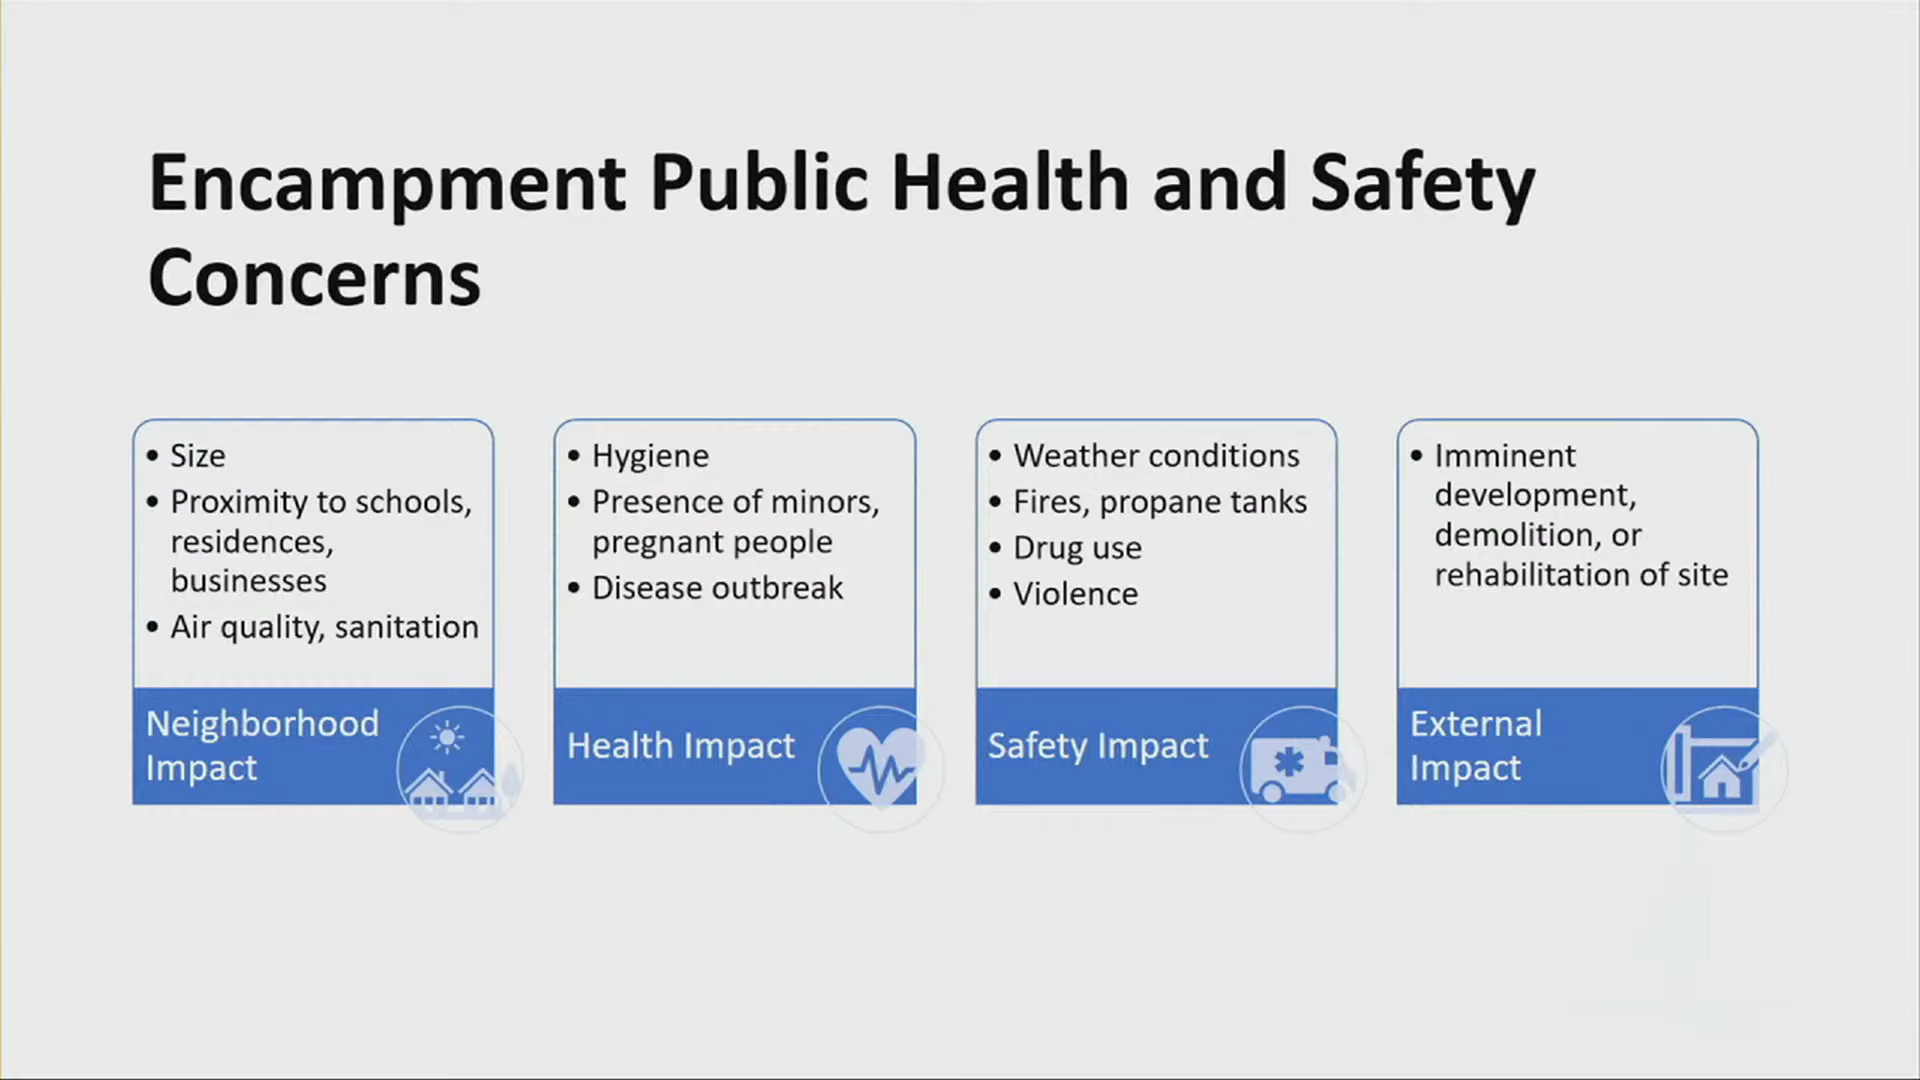 Encampment Public Health and Safety
Concerns
• Size
• Proximity to schools,
residences,
businesses
• Air quality, sanitation
Neighborhood
Impact
• Hygiene
• Presence of minors,
pregnant people
• Disease outbreak
Health Impact
• Weather conditions
• Fires, propane tanks
• Drug use
• Violence
Safety Impact
• Imminent
development,
demolition, or
rehabilitation of site
External
Impact